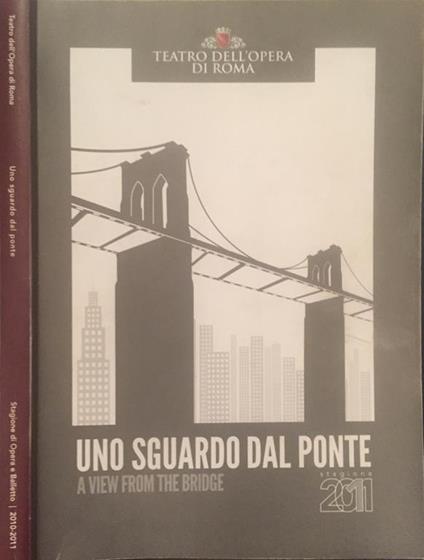 Teatro dell'Opera di Roma
Uno sguardo dal ponte
Stagione di Opera e Balletto | 2010-2011
TEATRO DELL'OPERA
DI ROMA
UNO SGUARDO DAL PONTE
A VIEW FROM THE BRIDGE
stagione
2011